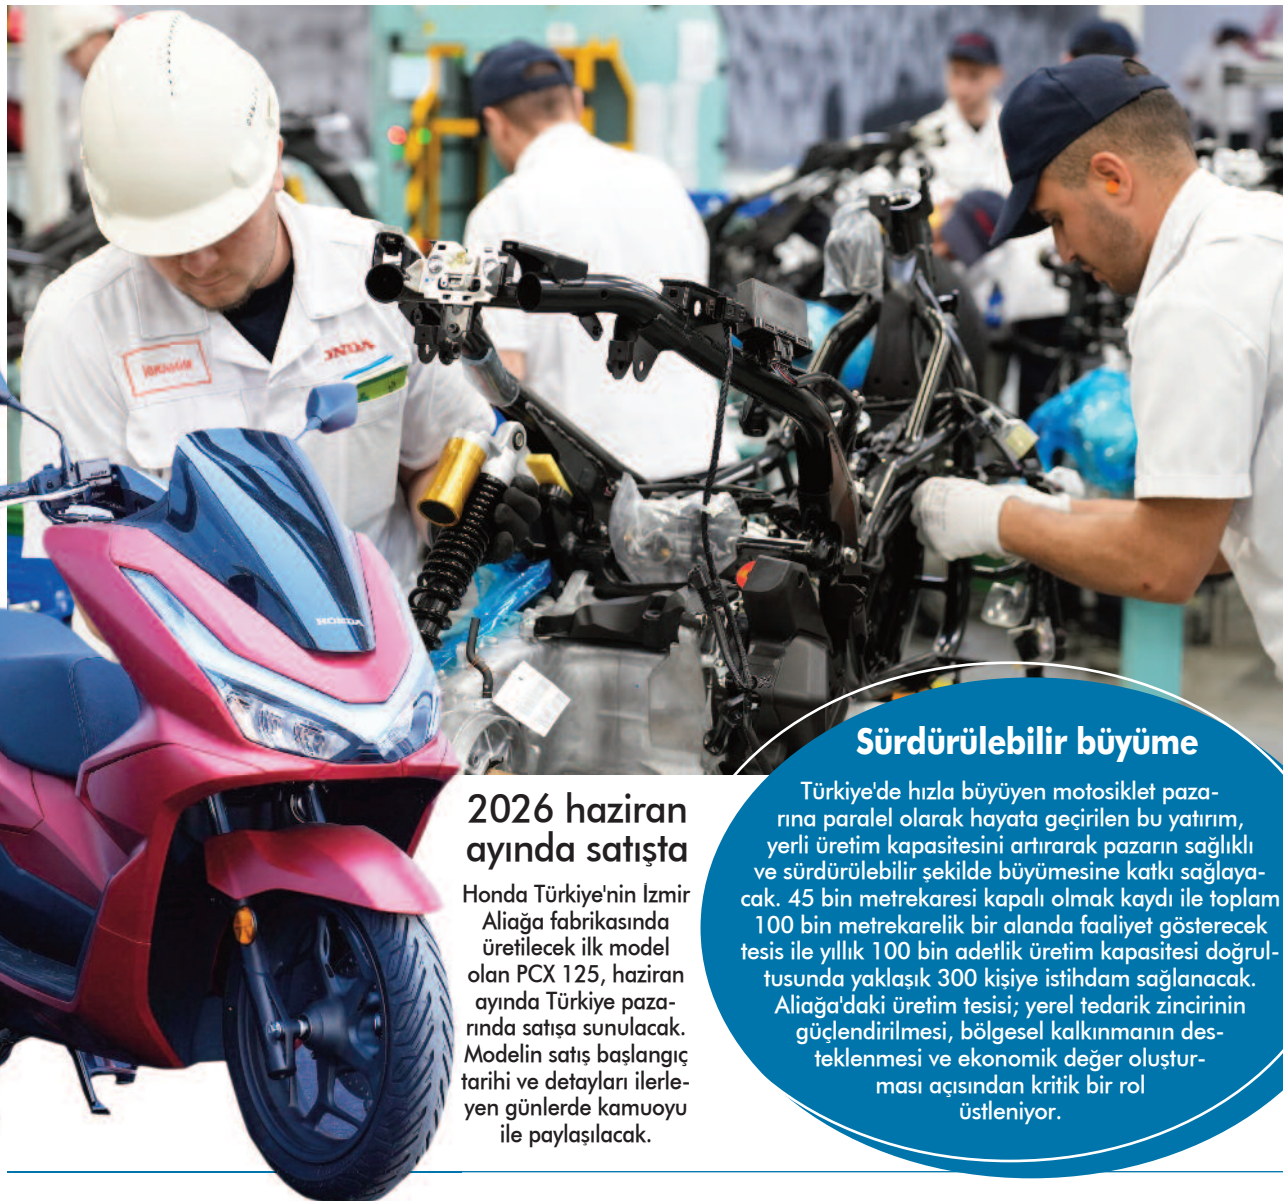 İBRAHİM
ONDA
HONDA
2026 haziran
ayında satışta
Honda Türkiye'nin İzmir
Aliağa fabrikasında
üretilecek ilk model
olan PCX 125, haziran
ayında Türkiye paza-
rında satışa sunulacak.
Modelin satış başlangıç
tarihi ve detayları ilerle-
yen günlerde kamuoyu
ile paylaşılacak.
Sürdürülebilir büyüme
Türkiye'de hızla büyüyen motosiklet paza-
rına paralel olarak hayata geçirilen bu yatırım,
yerli üretim kapasitesini artırarak pazarın sağlıklı
ve sürdürülebilir şekilde büyümesine katkı sağlaya-
cak. 45 bin metrekaresi kapalı olmak kaydı ile toplam
100 bin metrekarelik bir alanda faaliyet gösterecek
tesis ile yıllık 100 bin adetlik üretim kapasitesi doğrul-
tusunda yaklaşık 300 kişiye istihdam sağlanacak.
Aliağa'daki üretim tesisi; yerel tedarik zincirinin
güçlendirilmesi, bölgesel kalkınmanın des-
teklenmesi ve ekonomik değer oluştur-
ması açısından kritik bir rol
üstleniyor.